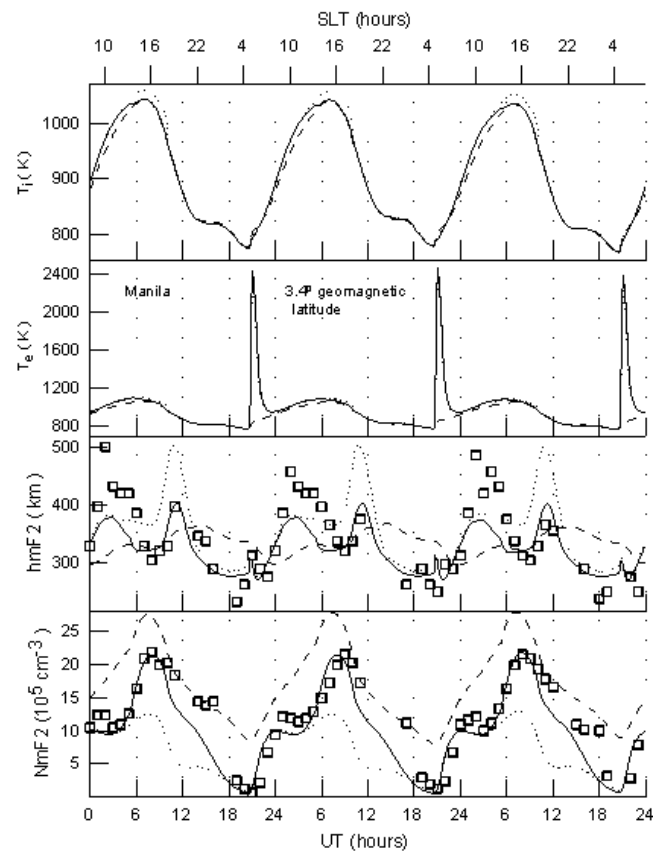 SLT (hours)
10 16 22 4 10 16 22 4 10 16 22 4
Ti (K)
1000
900
800
Te (K)
2400
2000
1600
1200
800
Manila
3.4º geomagnetic
latitude
hmF2 (km)
500
400
300
NmF2 (10⁵ cm⁻³)
25
20
15
10
5
0 6 12 18 24 6 12 18 24 6 12 18 24
UT (hours)